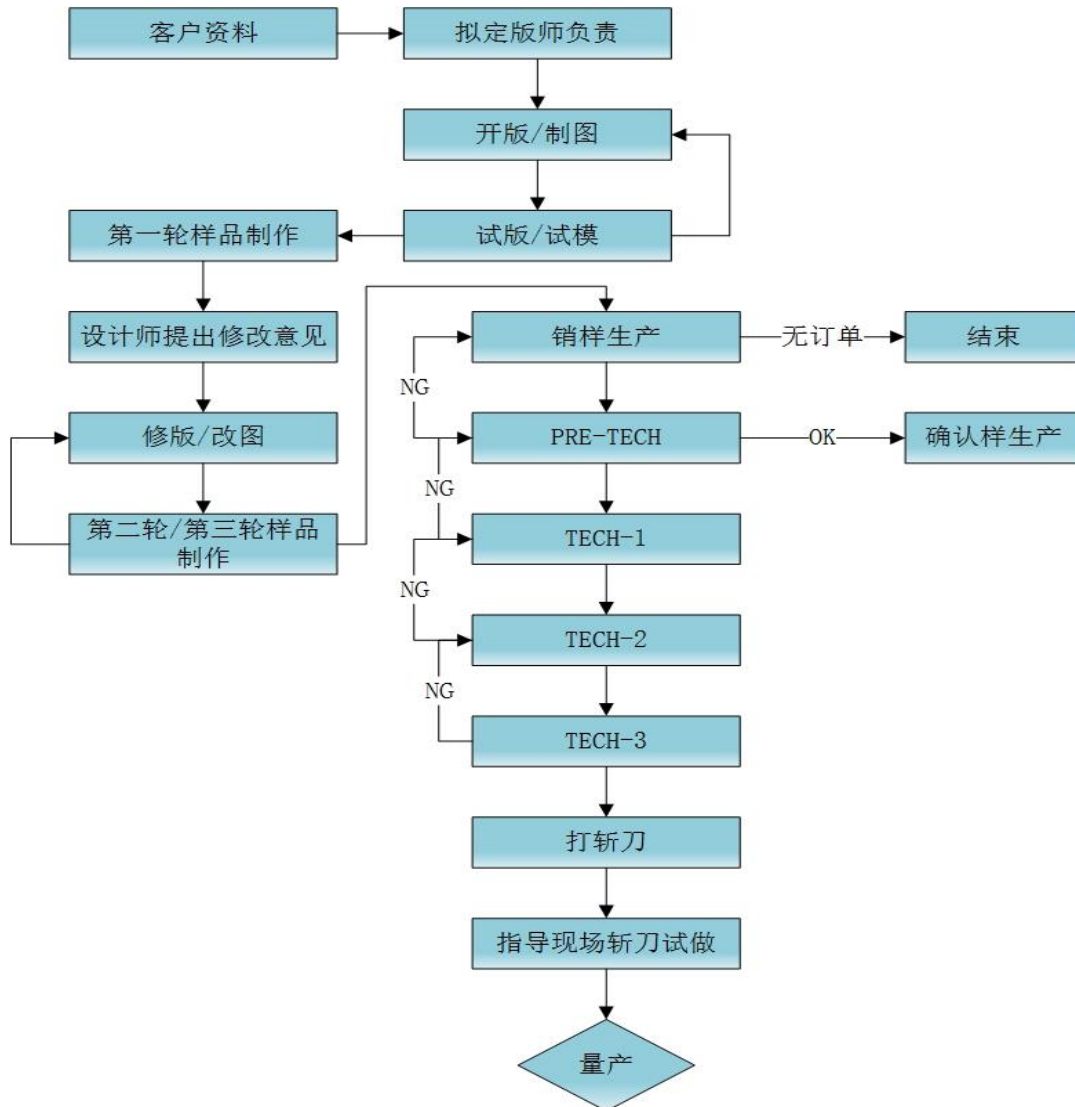 客户资料
拟定版师负责
开版/制图
第一轮样品制作
试版/试模
设计师提出修改意见
销样生产
无订单
结束
NG
修版/改图
PRE-TECH
OK
确认样生产
NG
第二轮/第三轮样品
制作
TECH-1
NG
TECH-2
NG
TECH-3
打斩刀
指导现场斩刀试做
量产